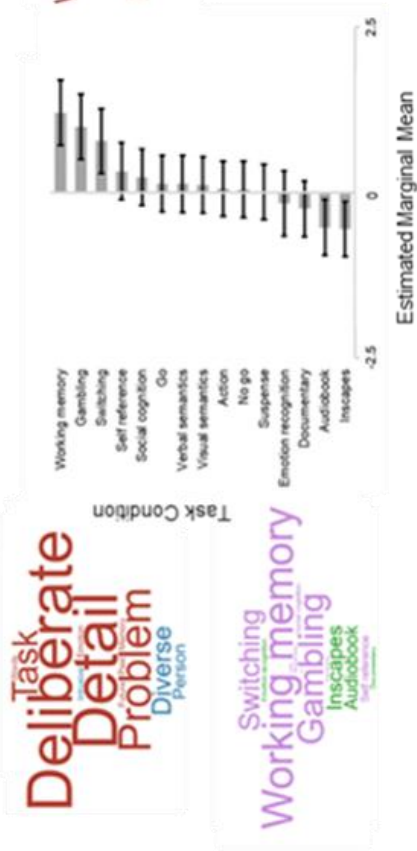 Task
Deliberate
Detail
Problem
Diverse
Person
Switching
Working memory
Gambling
Inscapes
Audiobook
Self reference
Task Condition
Working memory
Gambling
Switching
Self reference
Social cognition
Go
Verbal semantics
Visual semantics
Action
No go
Suspense
Emotion recognition
Documentary
Audiobook
Inscapes
-2.5
0
2.5
Estimated Marginal Mean